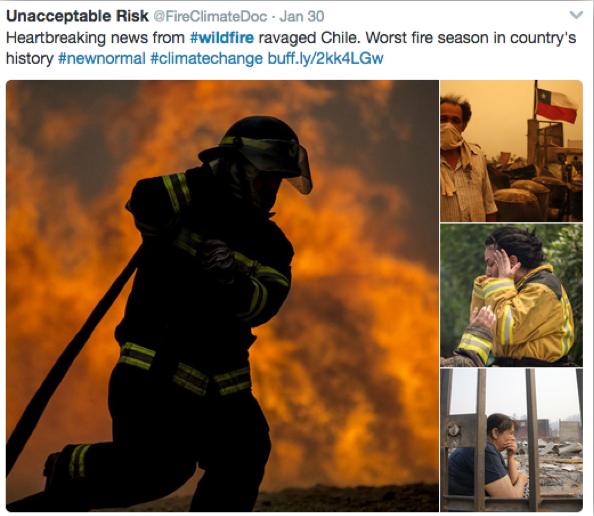 Unacceptable Risk @FireClimateDoc · Jan 30
Heartbreaking news from #wildfire ravaged Chile. Worst fire season in country's
history #newnormal #climatechange buff.ly/2kk4LGw